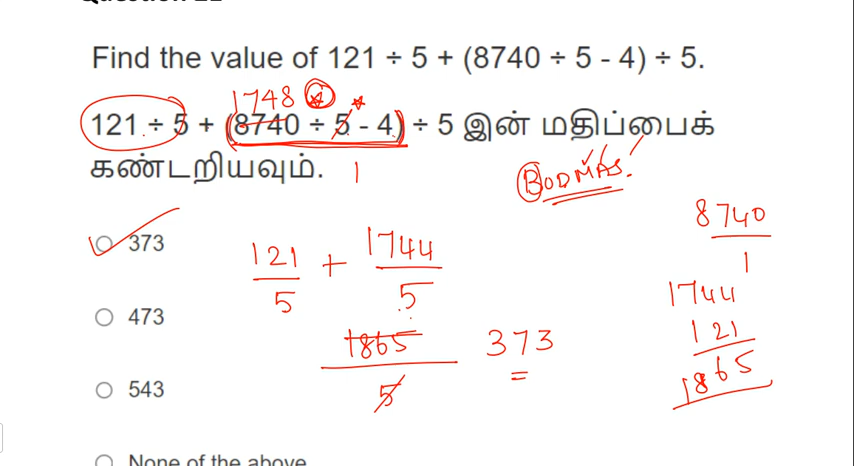 Find the value of 121 ÷ 5 + (8740 ÷ 5 - 4) ÷ 5.
1748
121 ÷ 5 + (8740 ÷ 5 - 4) ÷ 5 இன் மதிப்பைக்
கண்டறியவும்.
1
BODMAS!
373
121/5 + 1744/5
8740
1
473
1865
5
373
=
1744
121
1865
543
None of the above